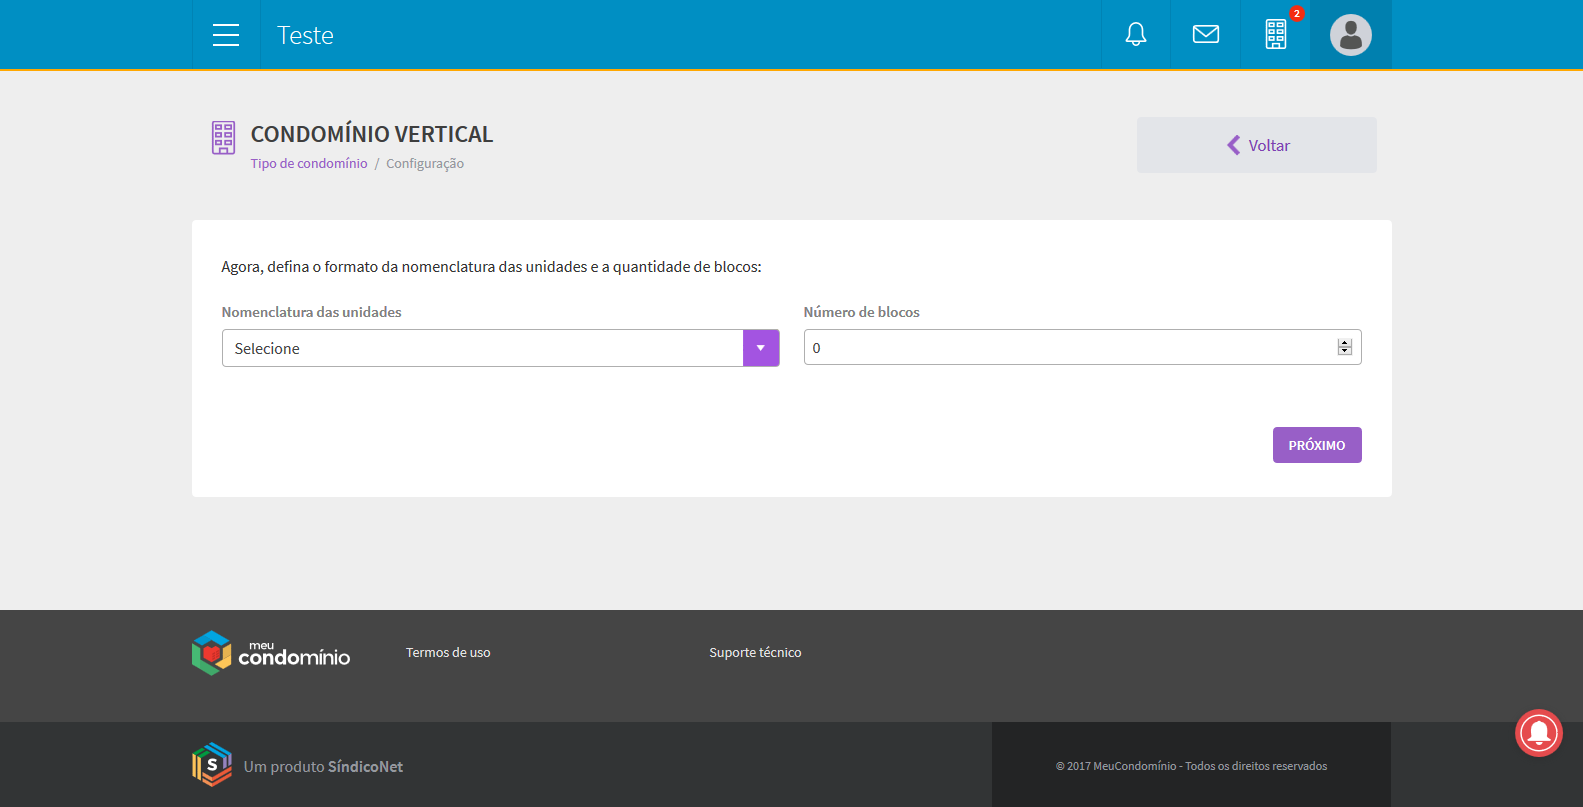 Teste
2
CONDOMÍNIO VERTICAL
Tipo de condomínio / Configuração
Voltar
Agora, defina o formato da nomenclatura das unidades e a quantidade de blocos:
Nomenclatura das unidades
Número de blocos
Selecione
0
PRÓXIMO
meu
condomínio
Termos de uso
Suporte técnico
S
Um produto SíndicoNet
© 2017 MeuCondomínio - Todos os direitos reservados